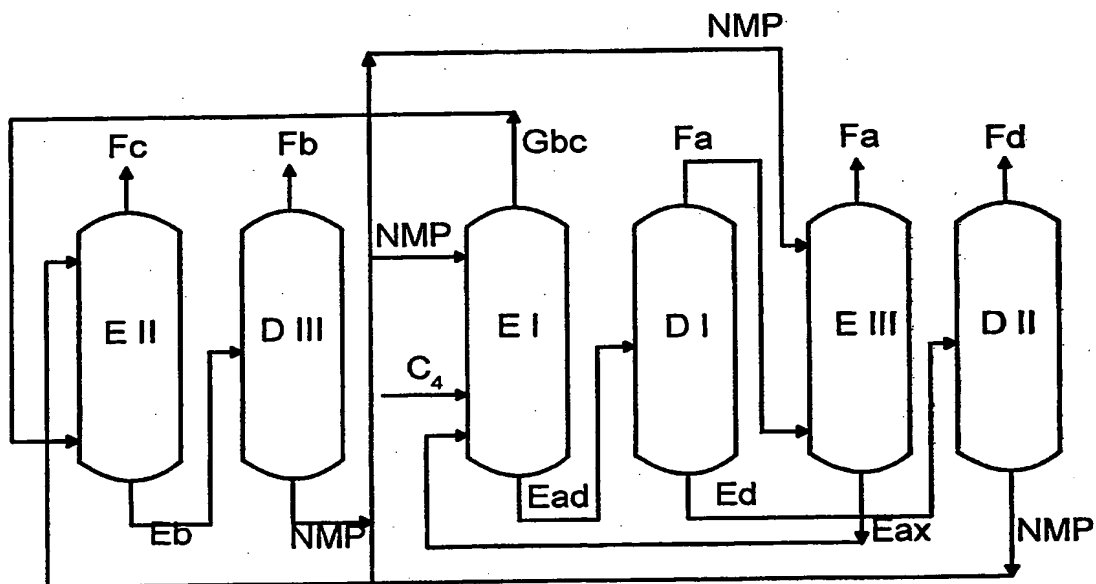 NMP
Fc
Fb
Gbc
Fa
Fa
Fd
NMP
E II
D III
E I
D I
E III
D II
C₄
Eb
NMP
Ead
Ed
Eax
NMP